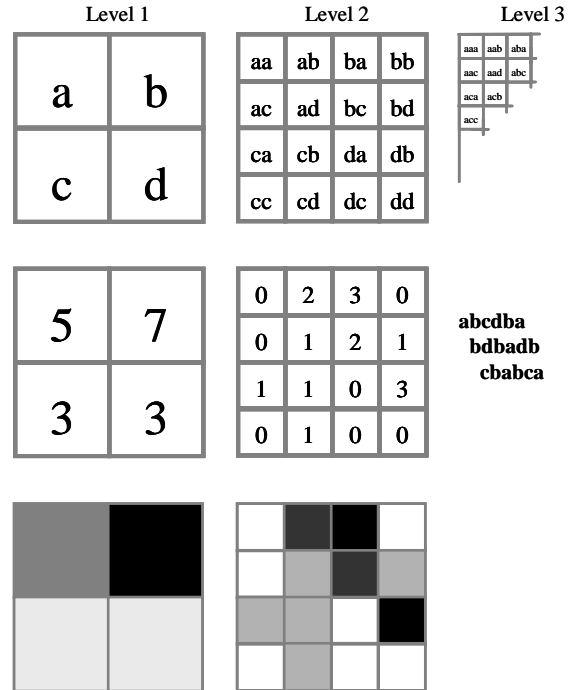 Level 1 Level 2 Level 3
a b
c d
aa ab ba bb
ac ad bc bd
ca cb da db
cc cd dc dd
aaa aab aba
aac aad abc
aca acb
acc
5 7
3 3
0 2 3 0
0 1 2 1
1 1 0 3
0 1 0 0
abcdba
bdbadb
cbabca